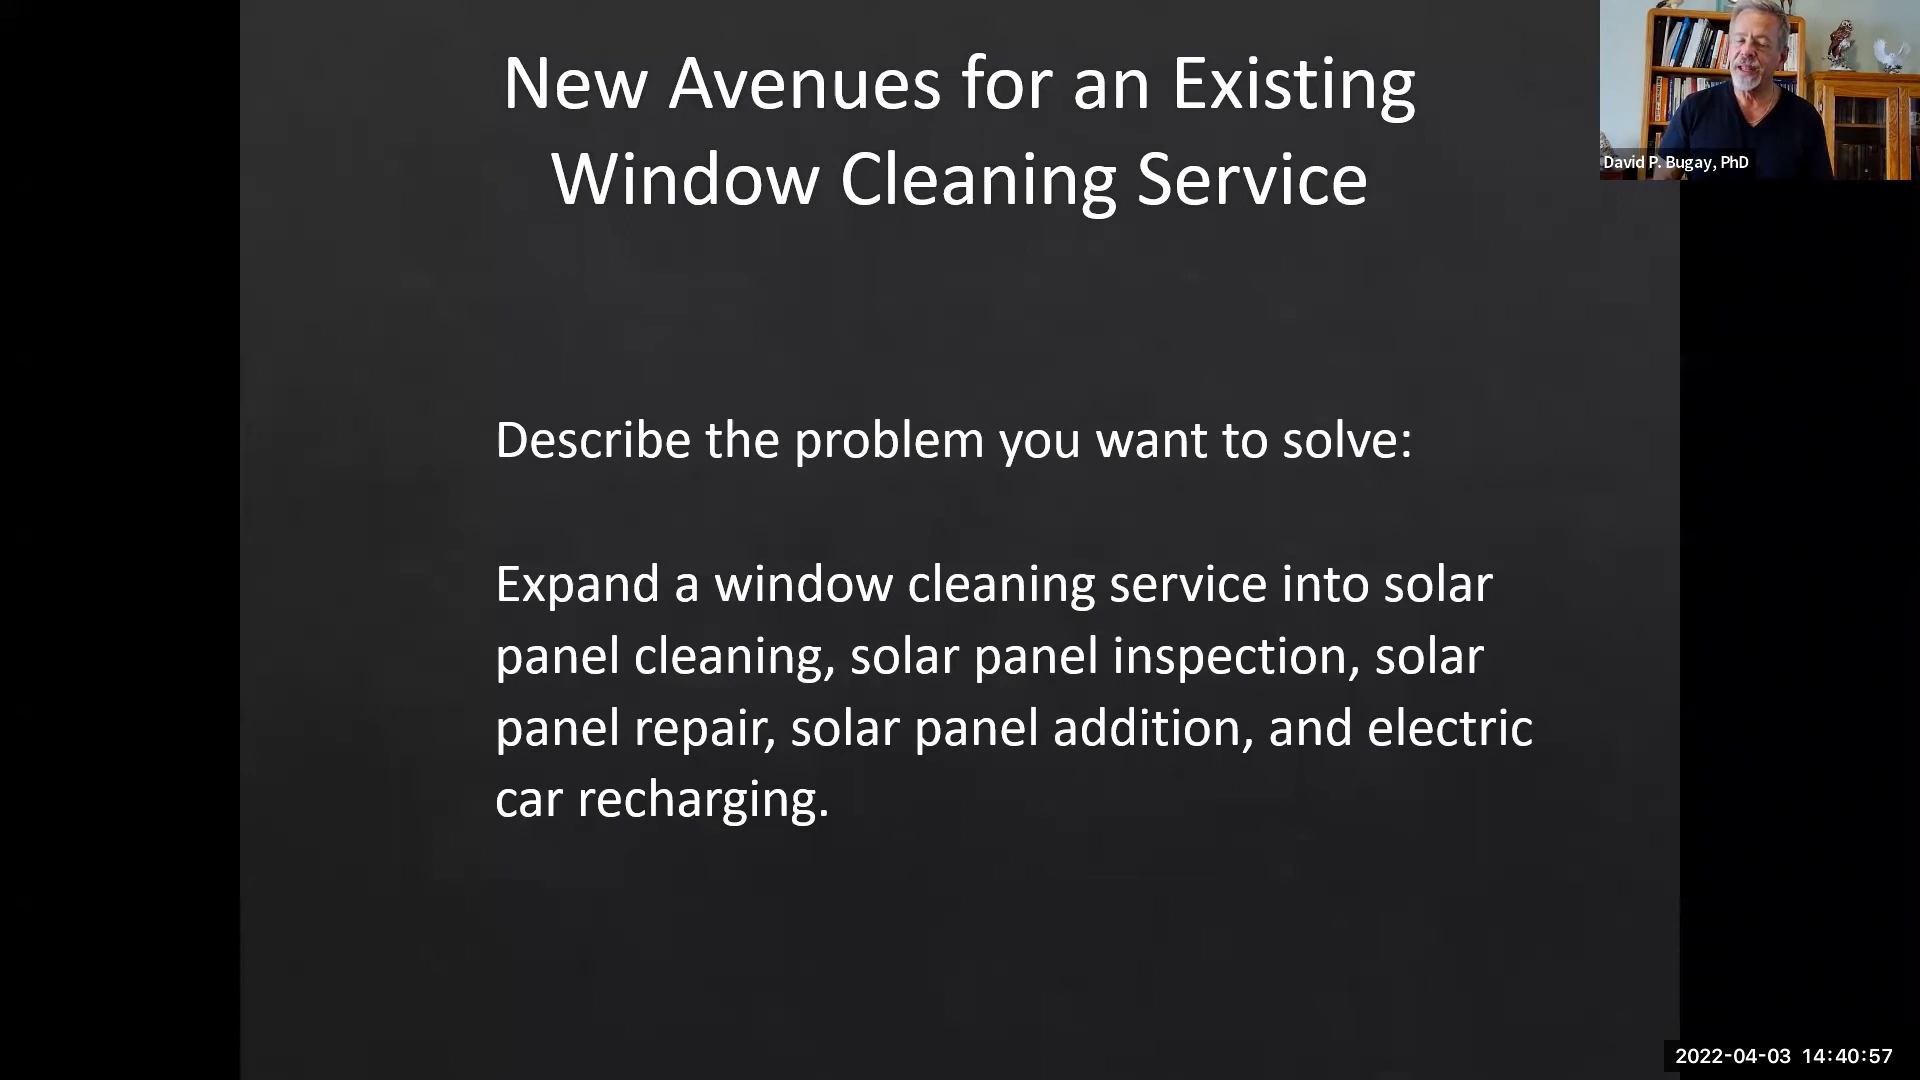 New Avenues for an Existing
Window Cleaning Service
David P. Bugay, PhD
Describe the problem you want to solve:
Expand a window cleaning service into solar
panel cleaning, solar panel inspection, solar
panel repair, solar panel addition, and electric
car recharging.
2022-04-03 14:40:57